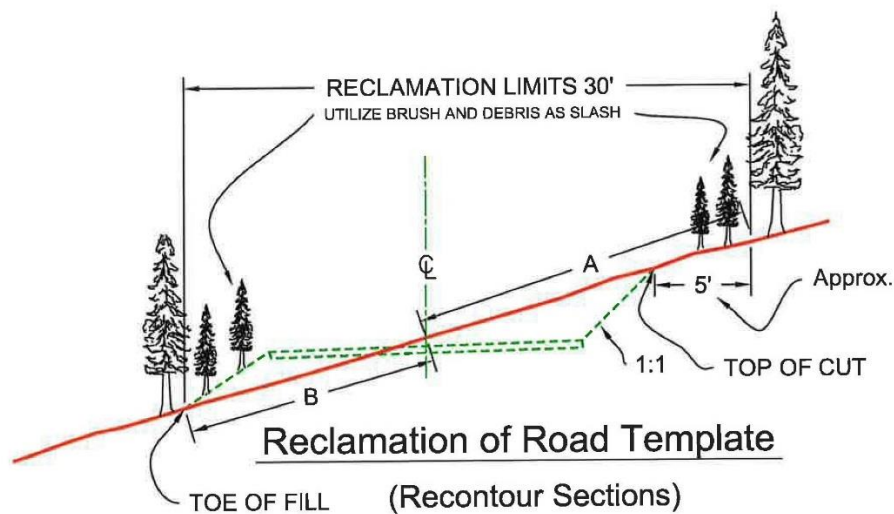 RECLAMATION LIMITS 30'
UTILIZE BRUSH AND DEBRIS AS SLASH
℄
A
5'
Approx.
1:1
TOP OF CUT
B
Reclamation of Road Template
TOE OF FILL
(Recontour Sections)